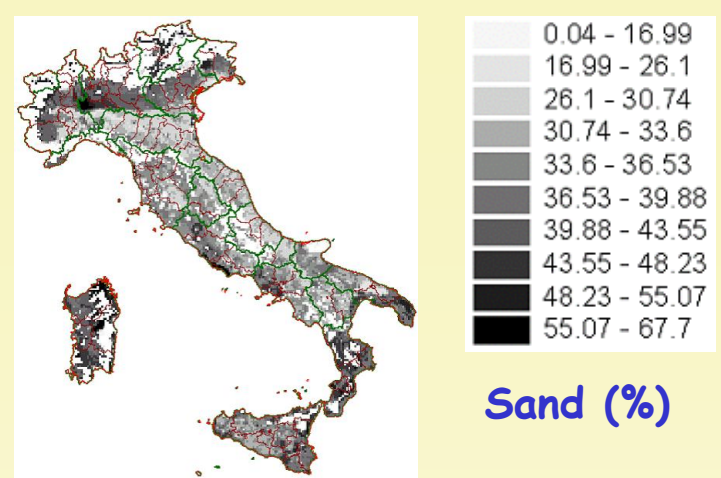 0.04 - 16.99
16.99 - 26.1
26.1 - 30.74
30.74 - 33.6
33.6 - 36.53
36.53 - 39.88
39.88 - 43.55
43.55 - 48.23
48.23 - 55.07
55.07 - 67.7
Sand (%)